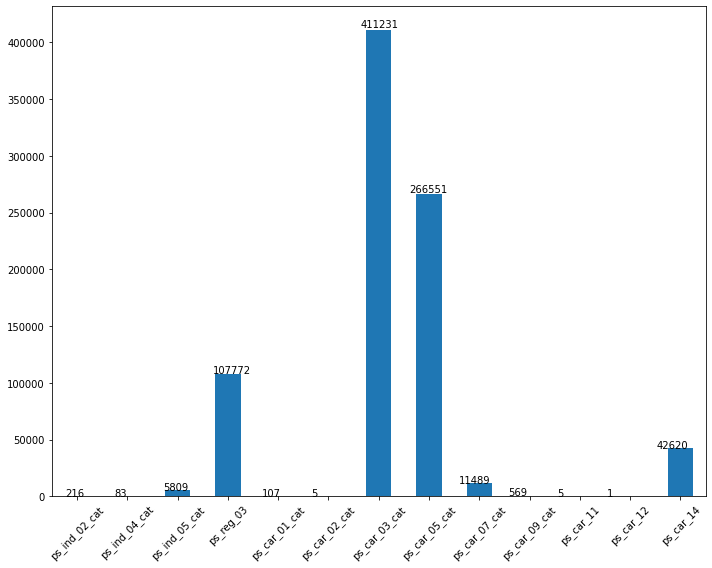 411231
400000
350000
300000
266551
250000
200000
150000
107772
100000
50000
42620
11489
5809
216
83
107
5
569
5
1
0
ps_ind_02_cat
ps_ind_04_cat
ps_ind_05_cat
ps_reg_03
ps_car_01_cat
ps_car_02_cat
ps_car_03_cat
ps_car_05_cat
ps_car_07_cat
ps_car_09_cat
ps_car_11
ps_car_12
ps_car_14